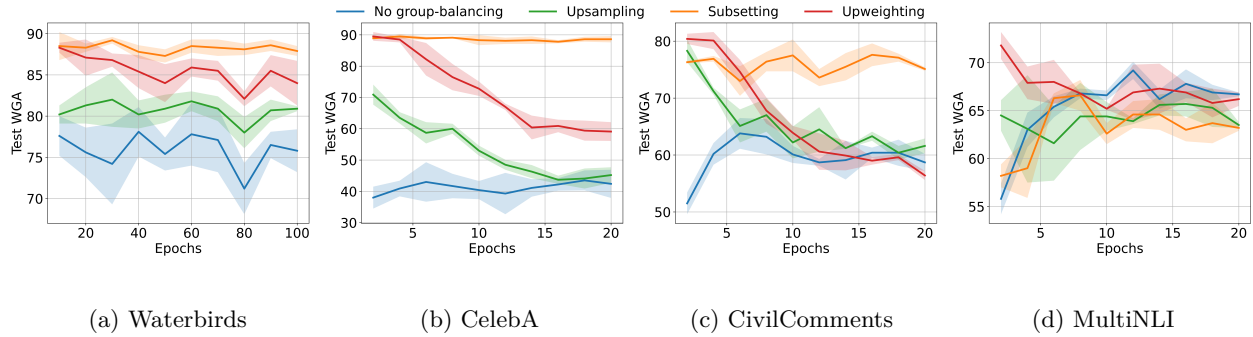 No group-balancing Upsampling Subsetting Upweighting
Test WGA
90
85
80
75
70
20 40 60 80 100
Epochs
(a) Waterbirds
Test WGA
90
80
70
60
50
40
30
5 10 15 20
Epochs
(b) CelebA
Test WGA
80
70
60
50
5 10 15 20
Epochs
(c) CivilComments
Test WGA
70
65
60
55
5 10 15 20
Epochs
(d) MultiNLI